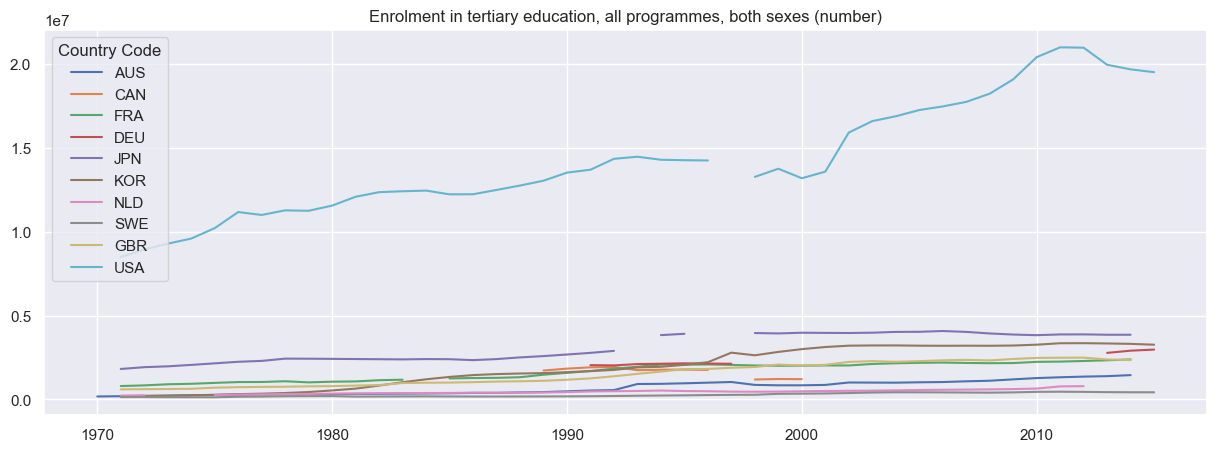 Enrolment in tertiary education, all programmes, both sexes (number)
1e7
2.0
1.5
1.0
0.5
0.0
Country Code
AUS
CAN
FRA
DEU
JPN
KOR
NLD
SWE
GBR
USA
1970
1980
1990
2000
2010